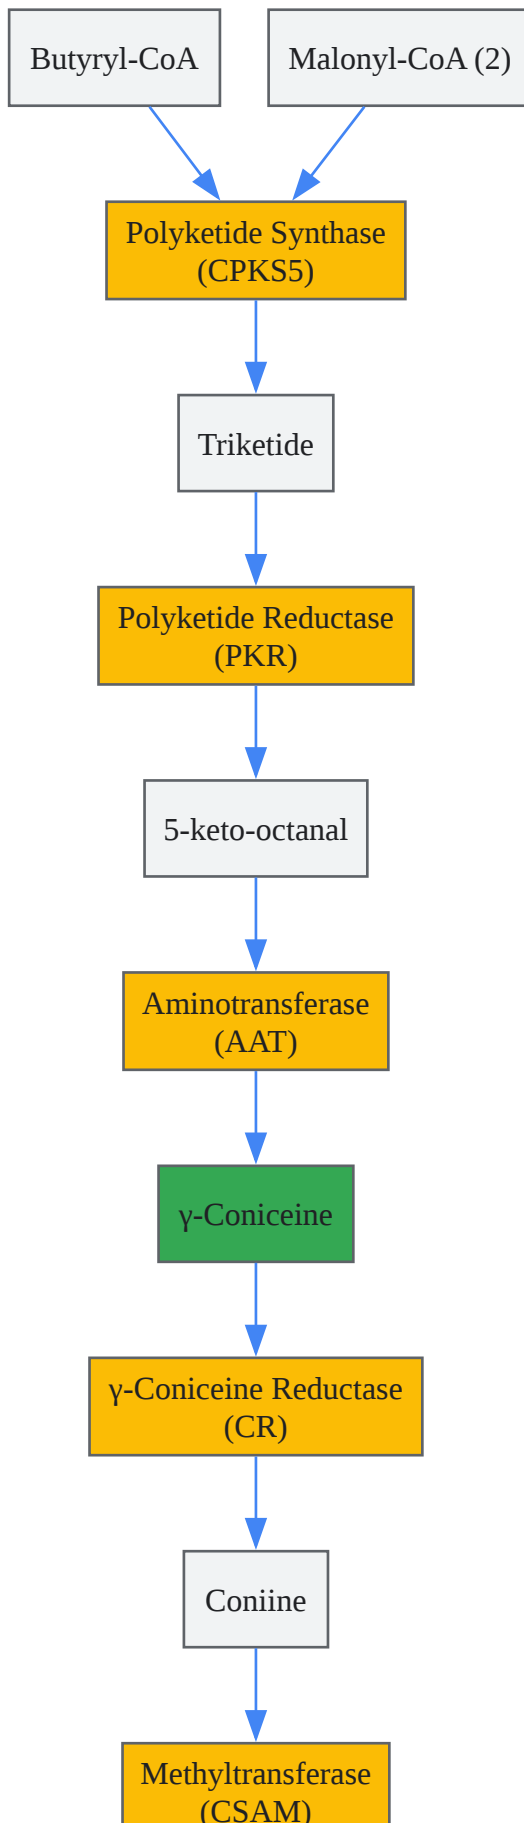 Butyryl-CoA
Malonyl-CoA (2)
Polyketide Synthase
(CPKS5)
Triketide
Polyketide Reductase
(PKR)
5-keto-octanal
Aminotransferase
(AAT)
γ-Coniceine
γ-Coniceine Reductase
(CR)
Coniine
Methyltransferase
(CSAM)